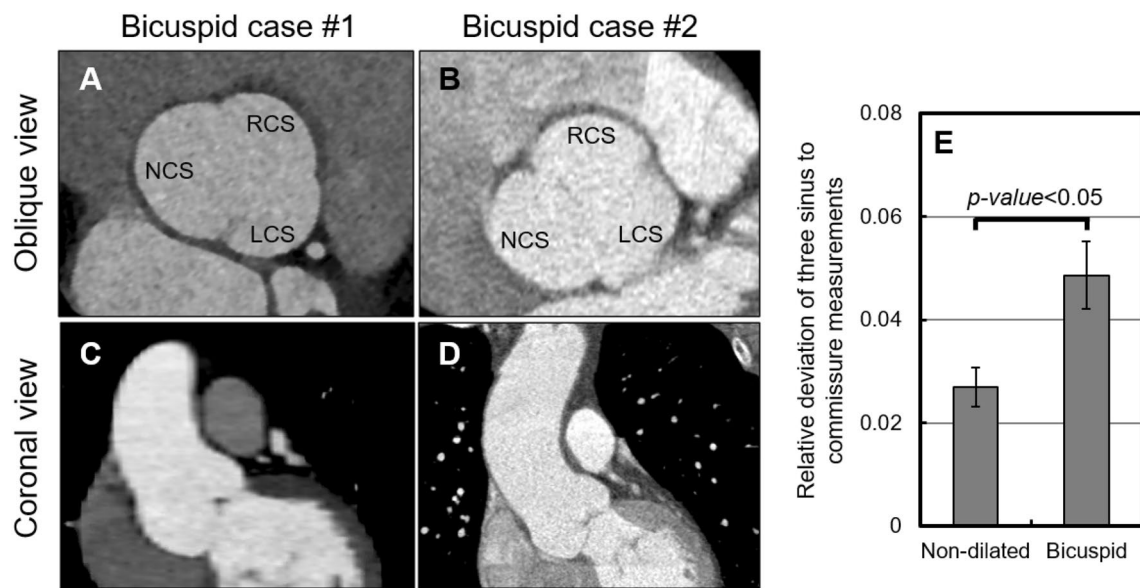 Bicuspid case #1
Bicuspid case #2
Oblique view
A
RCS
NCS
LCS
B
RCS
NCS
LCS
Coronal view
C
D
Relative deviation of three sinus to
commissure measurements
0.08
0.06
0.04
0.02
0
E
p-value<0.05
Non-dilated
Bicuspid